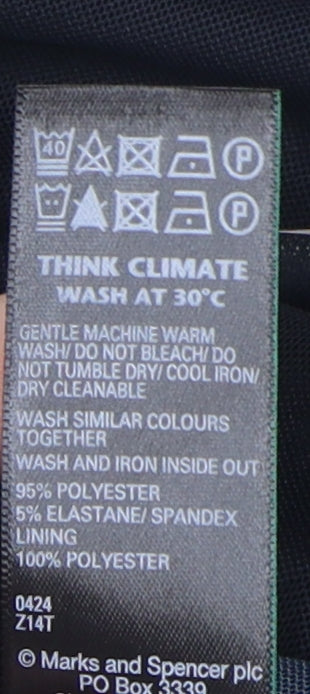 40 P
P
THINK CLIMATE
WASH AT 30°C
GENTLE MACHINE WARM
WASH/ DO NOT BLEACH/ DO
NOT TUMBLE DRY/ COOL IRON/
DRY CLEANABLE
WASH SIMILAR COLOURS
TOGETHER
WASH AND IRON INSIDE OUT
95% POLYESTER
5% ELASTANE/ SPANDEX
LINING
100% POLYESTER
0424
Z14T
© Marks and Spencer plc
PO Box 3339